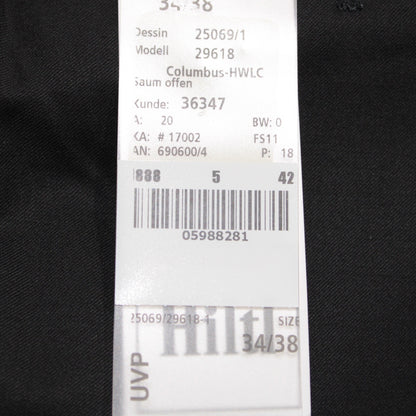 34/38
Dessin 25069/1
Modell 29618
Columbus-HWLC
Saum offen
Kunde: 36347
A: 20 BW: 0
KA: # 17002 FS11
AN: 690600/4 P: 18
888 5 42
05988281
25069/29618-4 SIZE
Hiltl
34/38
UVP